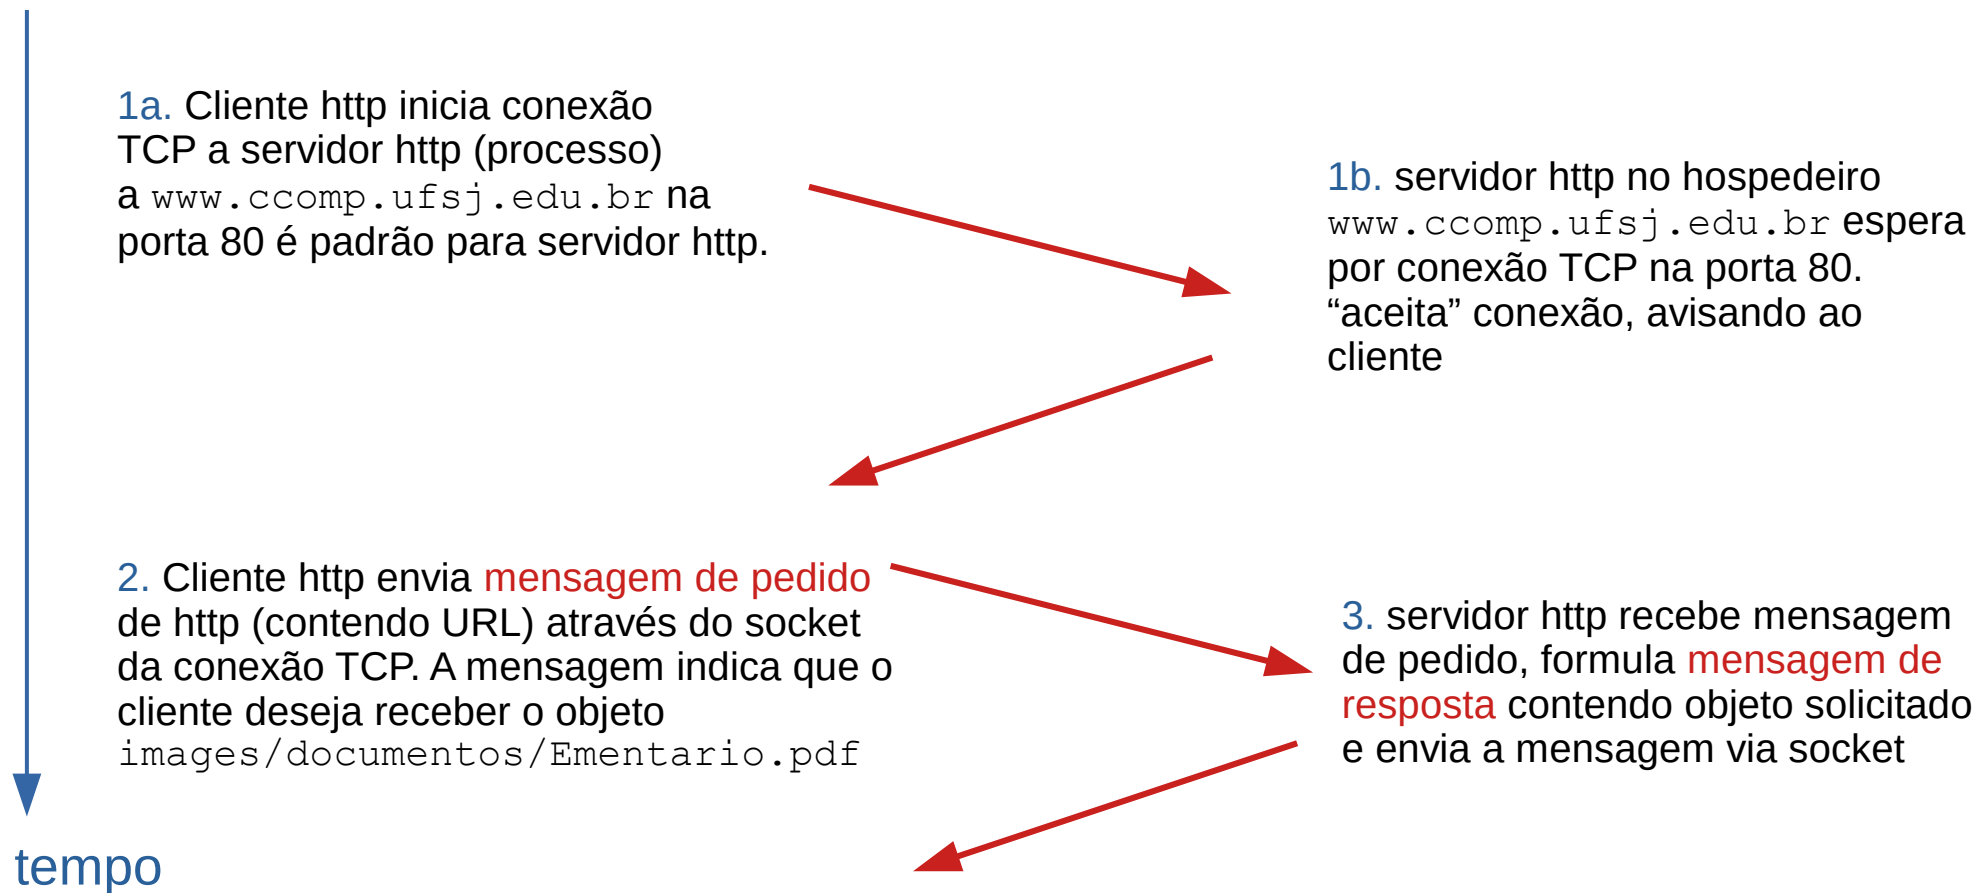 1a. Cliente http inicia conexão
TCP a servidor http (processo)
a www.ccomp.ufsj.edu.br na
porta 80 é padrão para servidor http.
1b. servidor http no hospedeiro
www.ccomp.ufsj.edu.br espera
por conexão TCP na porta 80.
“aceita” conexão, avisando ao
cliente
2. Cliente http envia mensagem de pedido
de http (contendo URL) através do socket
da conexão TCP. A mensagem indica que o
cliente deseja receber o objeto
images/documentos/Ementario.pdf
3. servidor http recebe mensagem
de pedido, formula mensagem de
resposta contendo objeto solicitado
e envia a mensagem via socket
tempo